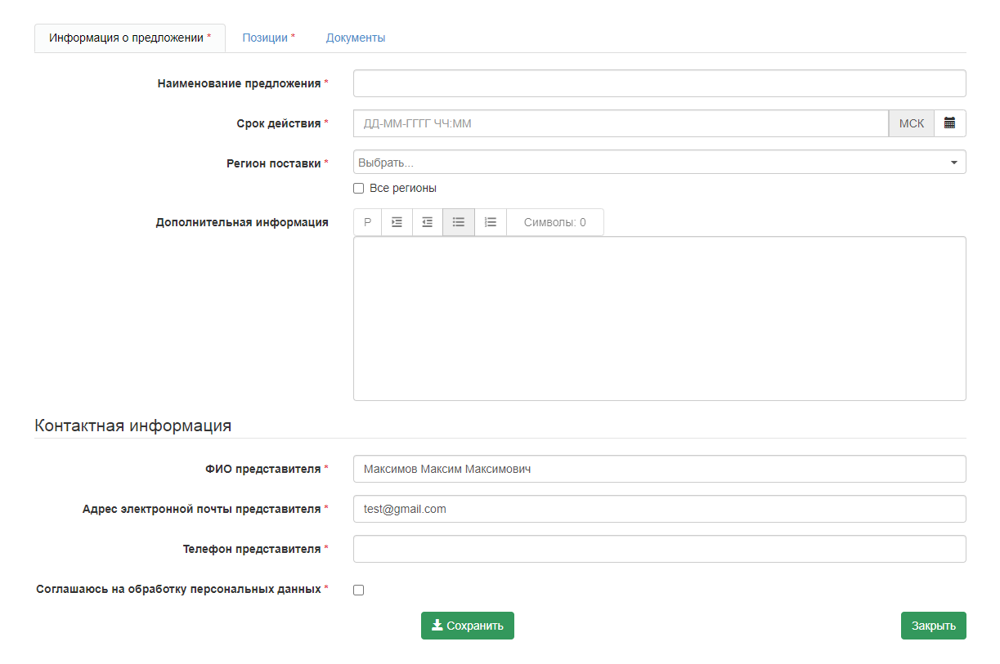 Информация о предложении *
Позиции *
Документы
Наименование предложения *
Срок действия *
ДД-ММ-ГГГГ ЧЧ:ММ
МСК
Регион поставки *
Выбрать...
Все регионы
Дополнительная информация
P
Символы: 0
Контактная информация
ФИО представителя *
Максимов Максим Максимович
Адрес электронной почты представителя *
test@gmail.com
Телефон представителя *
Соглашаюсь на обработку персональных данных *
Сохранить
Закрыть